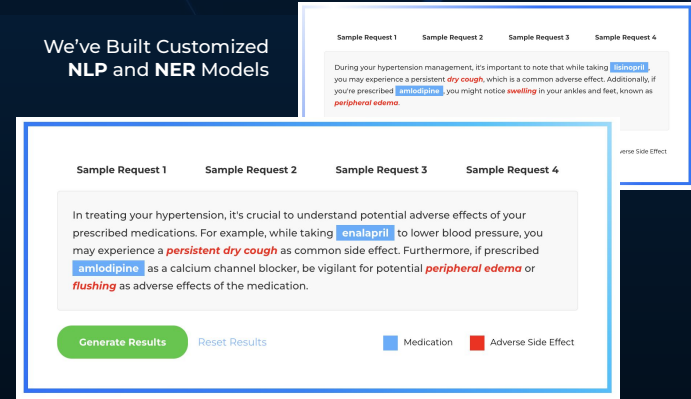 We've Built Customized
NLP and NER Models
Sample Request 1 Sample Request 2 Sample Request 3 Sample Request 4
During your hypertension management, it's important to note that while taking lisinopril,
you may experience a persistent dry cough, which is a common adverse effect. Additionally, if
you're prescribed amlodipine, you might notice swelling in your ankles and feet, known as
peripheral edema.
Side Effect
Sample Request 1 Sample Request 2 Sample Request 3 Sample Request 4
In treating your hypertension, it's crucial to understand potential adverse effects of your
prescribed medications. For example, while taking enalapril to lower blood pressure, you
may experience a persistent dry cough as common side effect. Furthermore, if prescribed
amlodipine as a calcium channel blocker, be vigilant for potential peripheral edema or
flushing as adverse effects of the medication.
Generate Results Reset Results Medication Adverse Side Effect